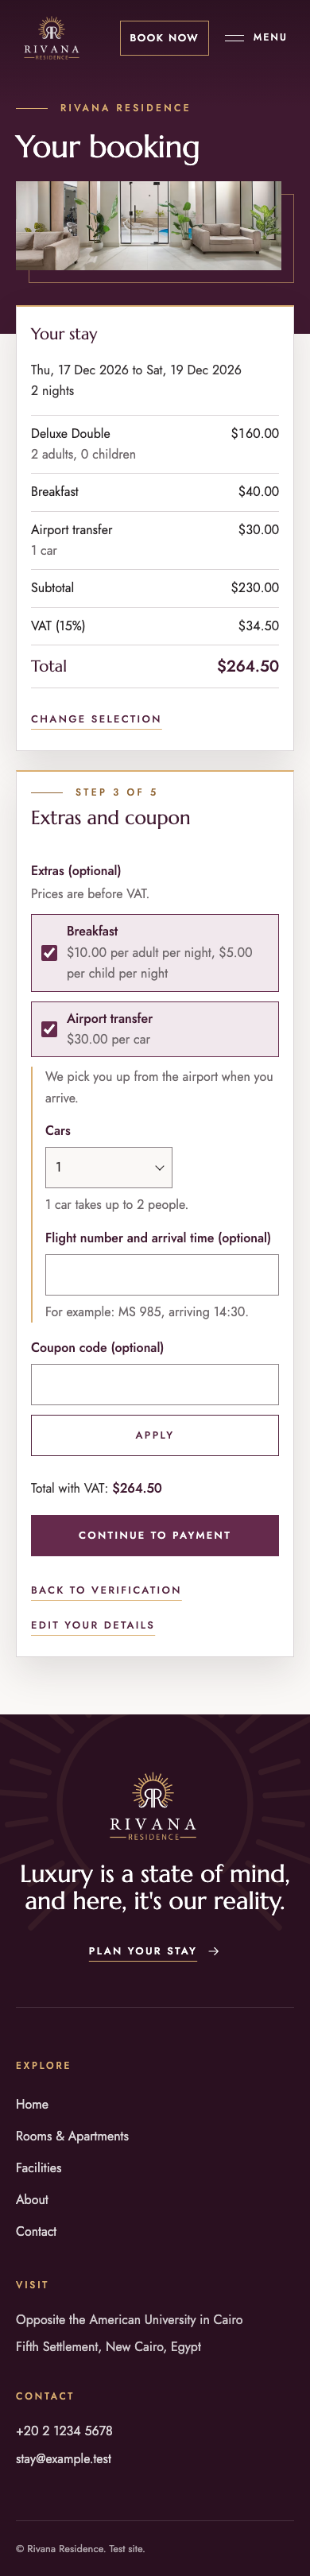 RIVANA
RESIDENCE
BOOK NOW
MENU
RIVANA RESIDENCE
Your booking
Your stay
Thu, 17 Dec 2026 to Sat, 19 Dec 2026
2 nights
Deluxe Double $160.00
2 adults, 0 children
Breakfast $40.00
Airport transfer $30.00
1 car
Subtotal $230.00
VAT (15%) $34.50
Total $264.50
CHANGE SELECTION
STEP 3 OF 5
Extras and coupon
Extras (optional)
Prices are before VAT.
Breakfast
$10.00 per adult per night, $5.00
per child per night
Airport transfer
$30.00 per car
We pick you up from the airport when you
arrive.
Cars
1
1 car takes up to 2 people.
Flight number and arrival time (optional)
For example: MS 985, arriving 14:30.
Coupon code (optional)
APPLY
Total with VAT: $264.50
CONTINUE TO PAYMENT
BACK TO VERIFICATION
EDIT YOUR DETAILS
RIVANA
RESIDENCE
Luxury is a state of mind,
and here, it's our reality.
PLAN YOUR STAY →
EXPLORE
Home
Rooms & Apartments
Facilities
About
Contact
VISIT
Opposite the American University in Cairo
Fifth Settlement, New Cairo, Egypt
CONTACT
+20 2 1234 5678
stay@example.test
© Rivana Residence. Test site.